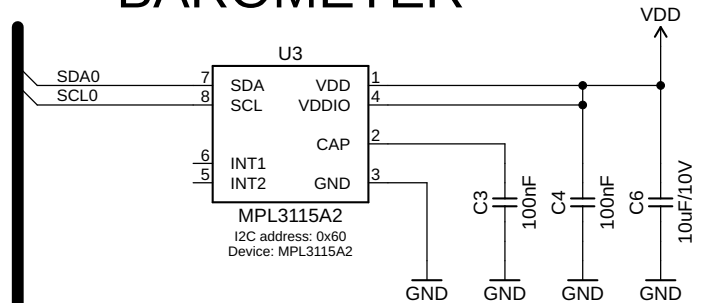 BAROMETER
VDD
U3
SDA0
7
SDA
VDD
1
SCL0
8
SCL
VDDIO
4
CAP
2
6
INT1
5
INT2
GND
3
C3
100nF
C4
100nF
C6
10uF/10V
MPL3115A2
I2C address: 0x60
Device: MPL3115A2
GND
GND
GND
GND